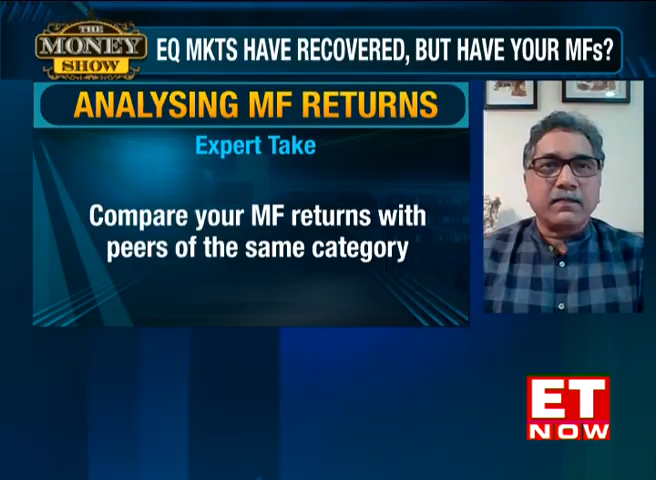 THE
MONEY
SHOW
EQ MKTS HAVE RECOVERED, BUT HAVE YOUR MFs?
ANALYSING MF RETURNS
Expert Take
Compare your MF returns with
peers of the same category
ET
NOW